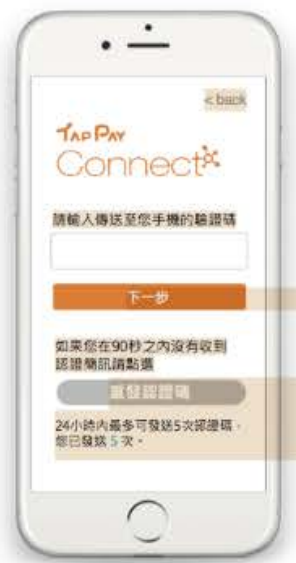 < back
TAP PAY
Connect
請輸入傳送至您手機的驗證碼
下一步
如果您在90秒之內沒有收到
認證簡訊請點選
重發認證碼
24小時內最多可發送5次認證碼，
您已發送 5 次。